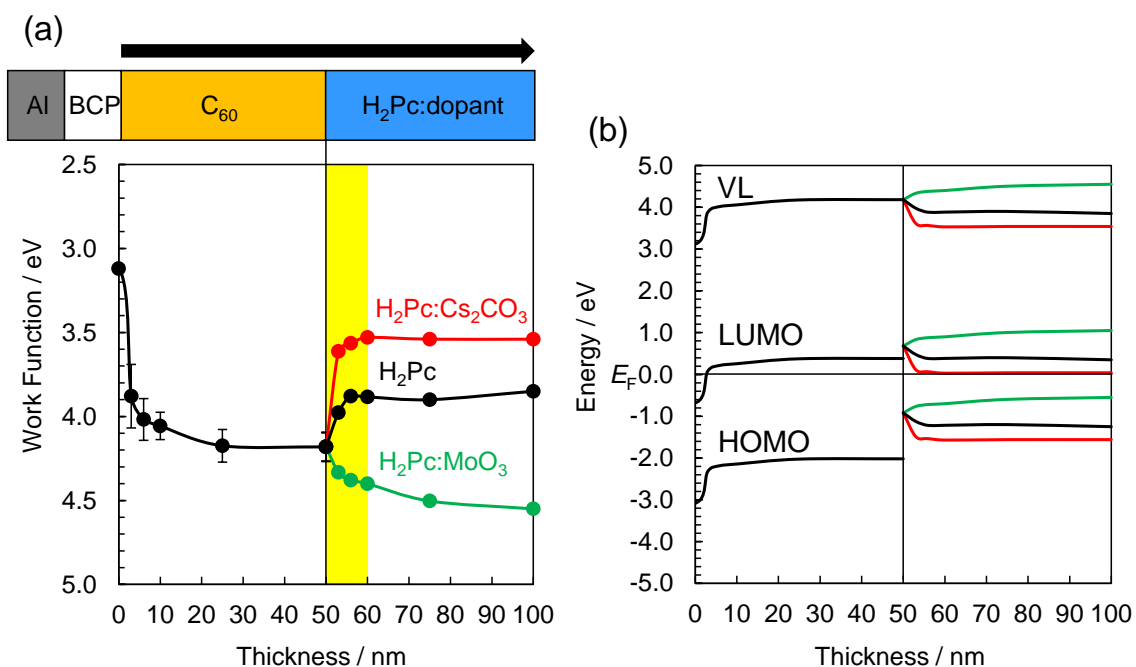 (a)
Al BCP C₆₀ H₂Pc:dopant
2.5
3.0
3.5
4.0
4.5
5.0
Work Function / eV
H₂Pc:Cs₂CO₃
H₂Pc
H₂Pc:MoO₃
0 10 20 30 40 50 60 70 80 90 100
Thickness / nm
(b)
5.0
4.0
3.0
2.0
1.0
E_F 0.0
-1.0
-2.0
-3.0
-4.0
-5.0
Energy / eV
VL
LUMO
HOMO
0 10 20 30 40 50 60 70 80 90 100
Thickness / nm